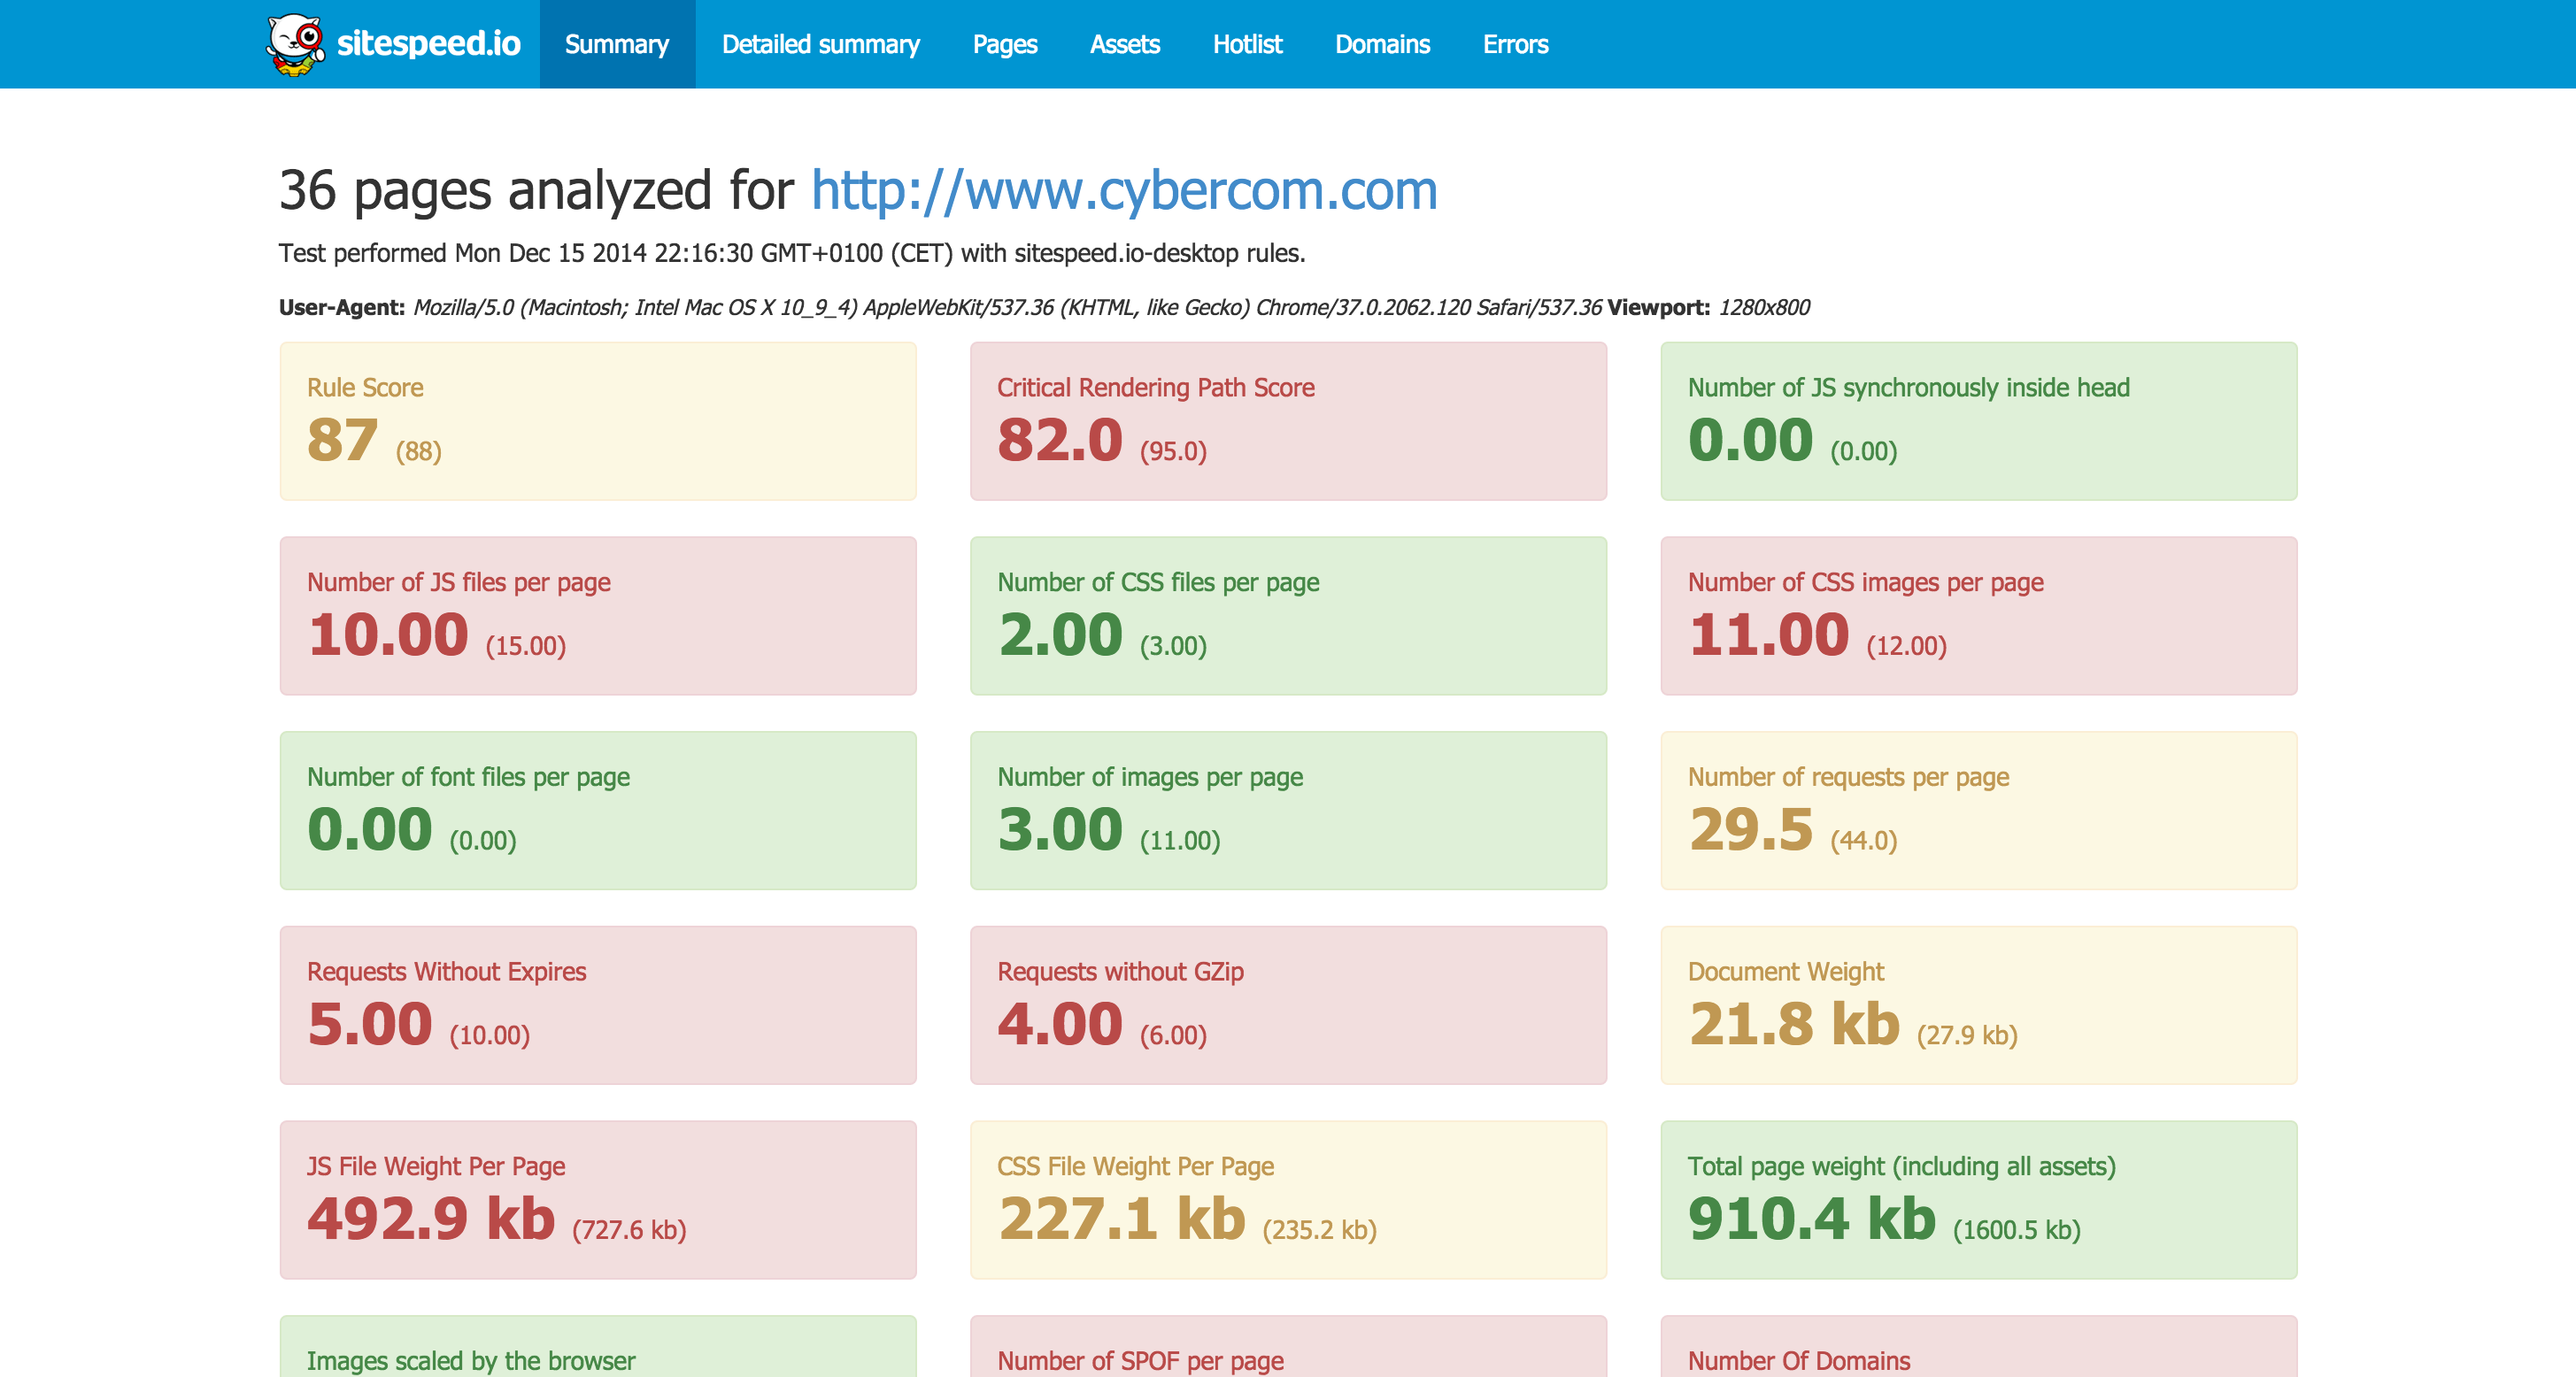 sitespeed.io Summary Detailed summary Pages Assets Hotlist Domains Errors
36 pages analyzed for http://www.cybercom.com
Test performed Mon Dec 15 2014 22:16:30 GMT+0100 (CET) with sitespeed.io-desktop rules.
User-Agent: Mozilla/5.0 (Macintosh; Intel Mac OS X 10_9_4) AppleWebKit/537.36 (KHTML, like Gecko) Chrome/37.0.2062.120 Safari/537.36 Viewport: 1280x800
Rule Score
87 (88)
Critical Rendering Path Score
82.0 (95.0)
Number of JS synchronously inside head
0.00 (0.00)
Number of JS files per page
10.00 (15.00)
Number of CSS files per page
2.00 (3.00)
Number of CSS images per page
11.00 (12.00)
Number of font files per page
0.00 (0.00)
Number of images per page
3.00 (11.00)
Number of requests per page
29.5 (44.0)
Requests Without Expires
5.00 (10.00)
Requests without GZip
4.00 (6.00)
Document Weight
21.8 kb (27.9 kb)
JS File Weight Per Page
492.9 kb (727.6 kb)
CSS File Weight Per Page
227.1 kb (235.2 kb)
Total page weight (including all assets)
910.4 kb (1600.5 kb)
Images scaled by the browser
Number of SPOF per page
Number Of Domains